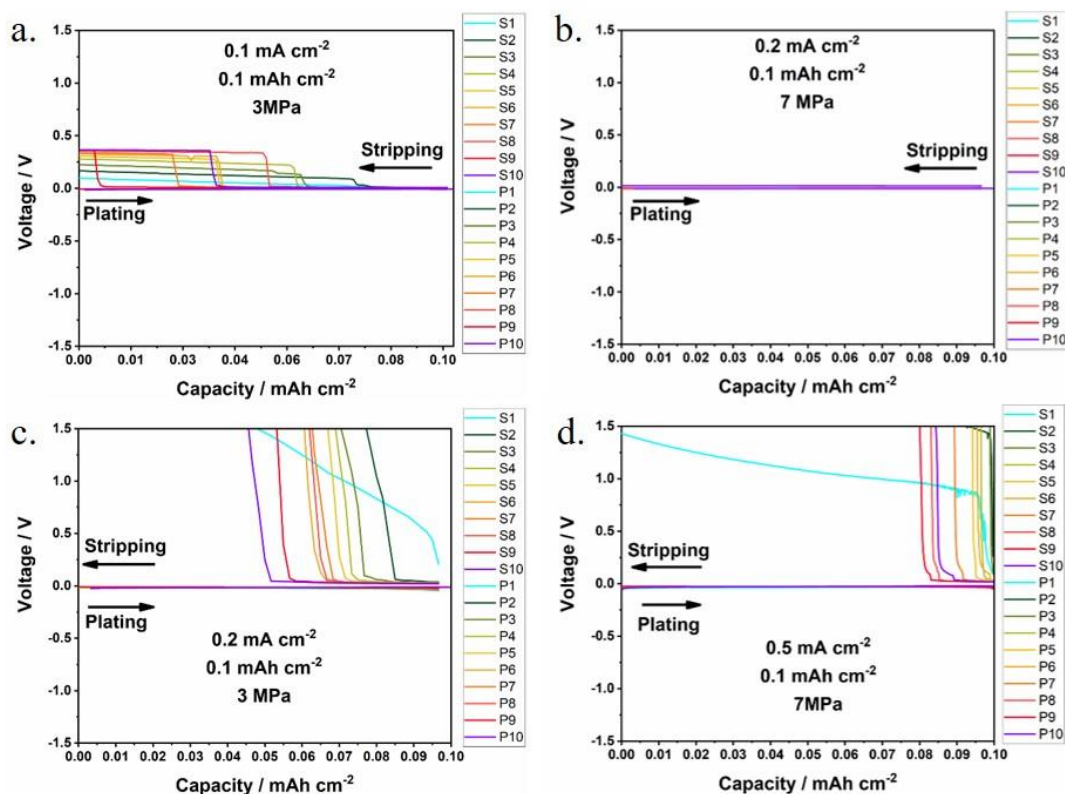 a.
1.5
1.0
0.5
0.0
-0.5
-1.0
-1.5
Voltage / V
0.1 mA cm⁻²
0.1 mAh cm⁻²
3MPa
Stripping
Plating
0.00 0.01 0.02 0.03 0.04 0.05 0.06 0.07 0.08 0.09 0.10
Capacity / mAh cm⁻²
S1
S2
S3
S4
S5
S6
S7
S8
S9
S10
P1
P2
P3
P4
P5
P6
P7
P8
P9
P10
b.
1.5
1.0
0.5
0.0
-0.5
-1.0
-1.5
Voltage / V
0.2 mA cm⁻²
0.1 mAh cm⁻²
7 MPa
Stripping
Plating
0.00 0.01 0.02 0.03 0.04 0.05 0.06 0.07 0.08 0.09 0.10
Capacity / mAh cm⁻²
S1
S2
S3
S4
S5
S6
S7
S8
S9
S10
P1
P2
P3
P4
P5
P6
P7
P8
P9
P10
c.
1.5
1.0
0.5
0.0
-0.5
-1.0
-1.5
Voltage / V
Stripping
Plating
0.2 mA cm⁻²
0.1 mAh cm⁻²
3 MPa
0.00 0.01 0.02 0.03 0.04 0.05 0.06 0.07 0.08 0.09 0.10
Capacity / mAh cm⁻²
S1
S2
S3
S4
S5
S6
S7
S8
S9
S10
P1
P2
P3
P4
P5
P6
P7
P8
P9
P10
d.
1.5
1.0
0.5
0.0
-0.5
-1.0
-1.5
Voltage / V
Stripping
Plating
0.5 mA cm⁻²
0.1 mAh cm⁻²
7MPa
0.00 0.01 0.02 0.03 0.04 0.05 0.06 0.07 0.08 0.09 0.10
Capacity / mAh cm⁻²
S1
S2
S3
S4
S5
S6
S7
S8
S9
S10
P1
P2
P3
P4
P5
P6
P7
P8
P9
P10